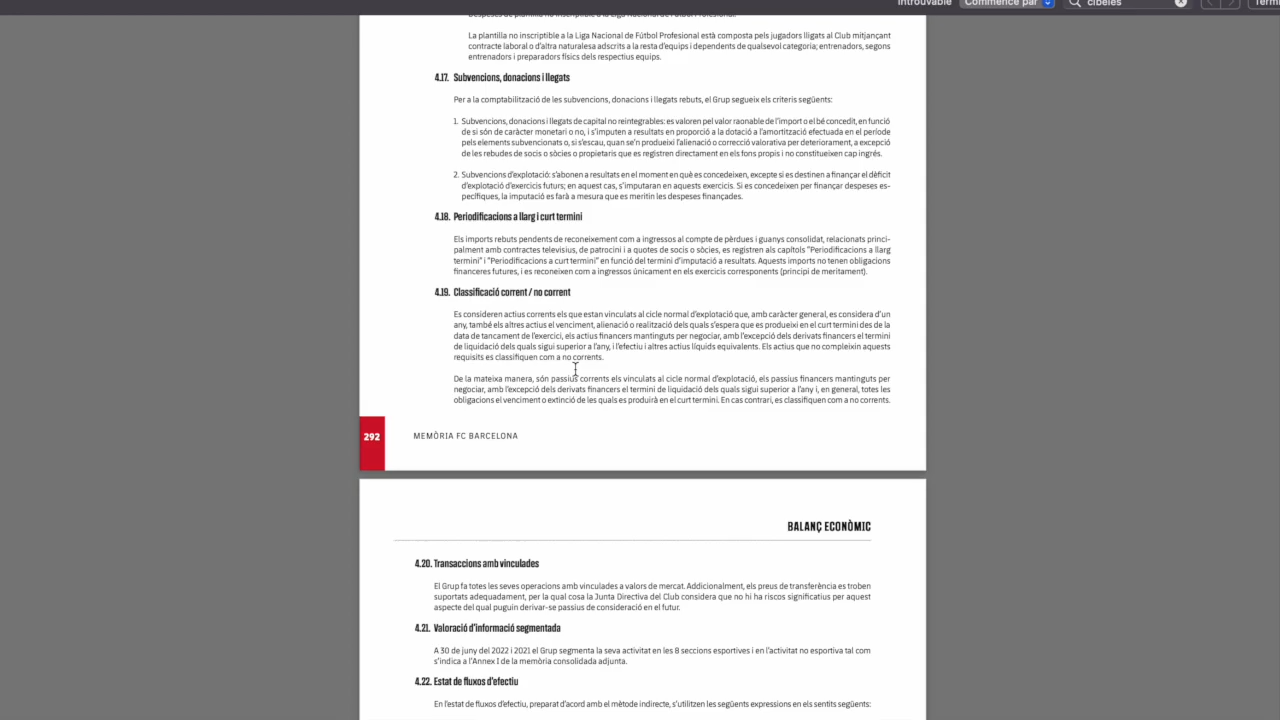 Introuvable
Commence par
cibeles
Termi
Despeses de plantilla no inscriptible a la Liga Nacional de Fútbol Profesional.
La plantilla no inscriptible a la Liga Nacional de Fútbol Profesional està composta pels jugadors lligats al Club mitjançant
contracte laboral o d'altra naturalesa adscrits a la resta d'equips i dependents de qualsevol categoria; entrenadors, segons
entrenadors i preparadors físics dels respectius equips.
4.17. Subvencions, donacions i llegats
Per a la comptabilització de les subvencions, donacions i llegats rebuts, el Grup segueix els criteris següents:
1. Subvencions, donacions i llegats de capital no reintegrables: es valoren pel valor raonable de l'import o el bé concedit, en funció
de si són de caràcter monetari o no, i s'imputen a resultats en proporció a la dotació a l'amortització efectuada en el període
pels elements subvencionats o, si s'escau, quan se'n produeixi l'alienació o correcció valorativa per deteriorament, a excepció
de les rebudes de socis o sòcies o propietaris que es registren directament en els fons propis i no constitueixen cap ingrés.
2. Subvencions d'explotació: s'abonen a resultats en el moment en què es concedeixen, excepte si es destinen a finançar el dèficit
d'explotació d'exercicis futurs; en aquest cas, s'imputaran en aquests exercicis. Si es concedeixen per finançar despeses es-
pecífiques, la imputació es farà a mesura que es meritin les despeses finançades.
4.18. Periodificacions a llarg i curt termini
Els imports rebuts pendents de reconeixement com a ingressos al compte de pèrdues i guanys consolidat, relacionats princi-
palment amb contractes televisius, de patrocini i a quotes de socis o sòcies, es registren als capítols "Periodificacions a llarg
termini" i "Periodificacions a curt termini" en funció del termini d'imputació a resultats. Aquests imports no tenen obligacions
financeres futures, i es reconeixen com a ingressos únicament en els exercicis corresponents (principi de meritament).
4.19. Classificació corrent / no corrent
Es consideren actius corrents els que estan vinculats al cicle normal d'explotació que, amb caràcter general, es considera d'un
any, també els altres actius el venciment, alienació o realització dels quals s'espera que es produeixi en el curt termini des de la
data de tancament de l'exercici, els actius financers mantinguts per negociar, amb l'excepció dels derivats financers el termini
de liquidació dels quals sigui superior a l'any, i l'efectiu i altres actius líquids equivalents. Els actius que no compleixin aquests
requisits es classifiquen com a no corrents.
De la mateixa manera, són passius corrents els vinculats al cicle normal d'explotació, els passius financers mantinguts per
negociar, amb l'excepció dels derivats financers el termini de liquidació dels quals sigui superior a l'any i, en general, totes les
obligacions el venciment o extinció de les quals es produirà en el curt termini. En cas contrari, es classifiquen com a no corrents.
292
MEMÒRIA FC BARCELONA
BALANÇ ECONÒMIC
4.20. Transaccions amb vinculades
El Grup fa totes les seves operacions amb vinculades a valors de mercat. Addicionalment, els preus de transferència es troben
suportats adequadament, per la qual cosa la Junta Directiva del Club considera que no hi ha riscos significatius per aquest
aspecte del qual puguin derivar-se passius de consideració en el futur.
4.21. Valoració d'informació segmentada
A 30 de juny del 2022 i 2021 el Grup segmenta la seva activitat en les 8 seccions esportives i en l'activitat no esportiva tal com
s'indica a l'Annex I de la memòria consolidada adjunta.
4.22. Estat de fluxos d'efectiu
En l'estat de fluxos d'efectiu, preparat d'acord amb el mètode indirecte, s'utilitzen les següents expressions en els sentits següents: